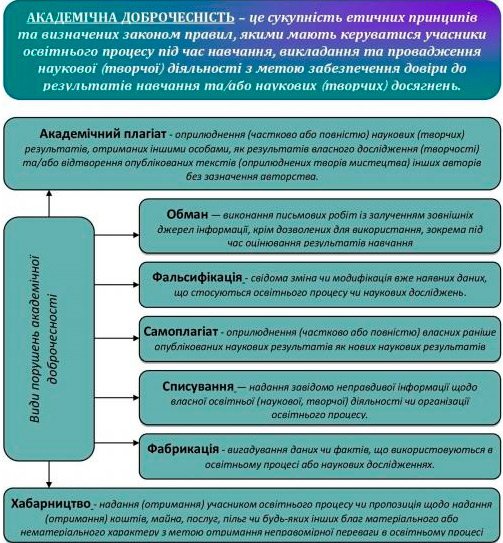 АКАДЕМІЧНА ДОБРОЧЕСНІСТЬ – це сукупність етичних принципів
та визначених законом правил, якими мають керуватися учасники
освітнього процесу під час навчання, викладання та провадження
наукової (творчої) діяльності з метою забезпечення довіри до
результатів навчання та/або наукових (творчих) досягнень.
Академічний плагіат - оприлюднення (частково або повністю) наукових (творчих)
результатів, отриманих іншими особами, як результатів власного дослідження (творчості)
та/або відтворення опублікованих текстів (оприлюднених творів мистецтва) інших авторів
без зазначення авторства.
Види порушень академічної
доброчесності
Обман — виконання письмових робіт із залученням зовнішніх
джерел інформації, крім дозволених для використання, зокрема під
час оцінювання результатів навчання
Фальсифікація - свідома зміна чи модифікація вже наявних даних,
що стосуються освітнього процесу чи наукових досліджень.
Самоплагіат - оприлюднення (частково або повністю) власних раніше
опублікованих наукових результатів як нових наукових результатів
Списування — надання завідомо неправдивої інформації щодо
власної освітньої (наукової, творчої) діяльності чи організації
освітнього процесу.
Фабрикація - вигадування даних чи фактів, що використовуються в
освітньому процесі або наукових дослідженнях.
Хабарництво - надання (отримання) учасником освітнього процесу чи пропозиція щодо надання
(отримання) коштів, майна, послуг, пільг чи будь-яких інших благ матеріального або
нематеріального характеру з метою отримання неправомірної переваги в освітньому процесі